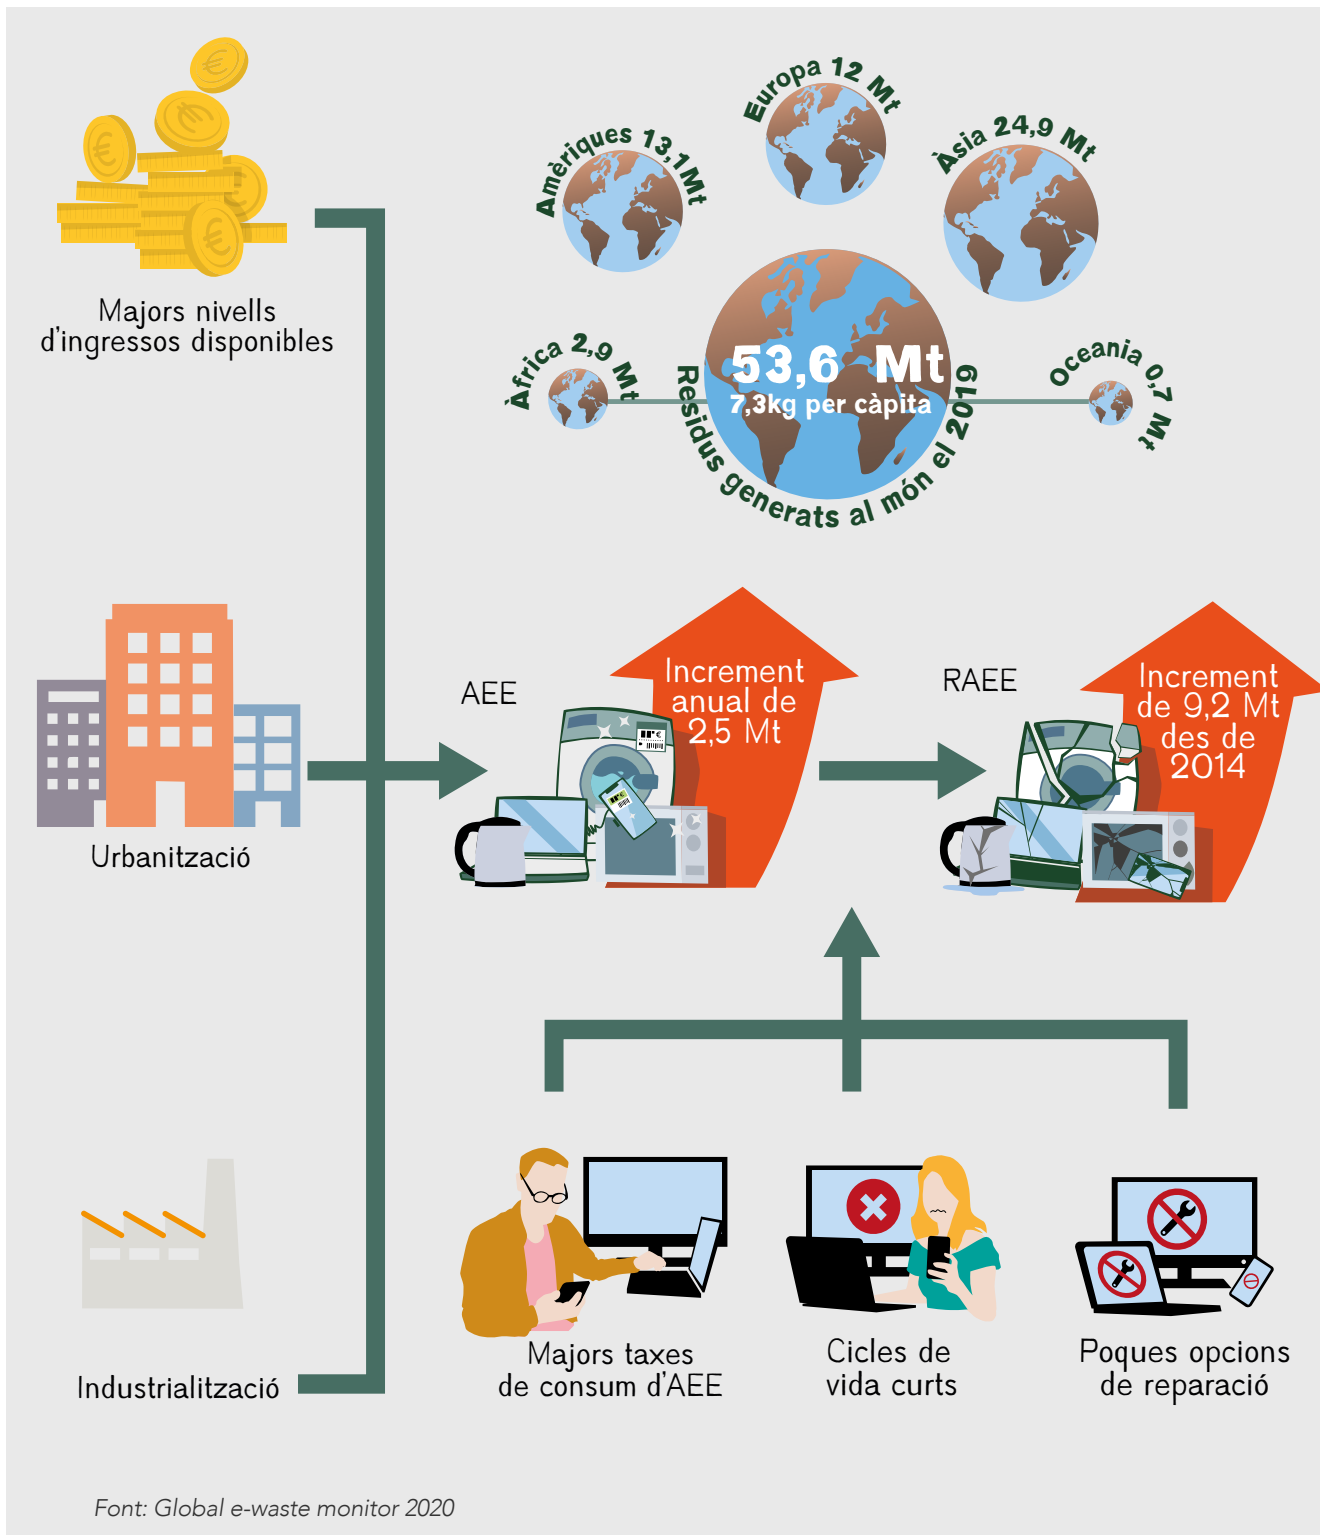 Europa 12 Mt
Amèriques 13,1Mt
Àsia 24,9 Mt
Àfrica 2,9 Mt
53,6 Mt
7,3kg per càpita
Residus generats al món el 2019
Oceania 0,7 Mt
Majors nivells
d'ingressos disponibles
Urbanització
Industrialització
AEE
Increment
anual de
2,5 Mt
RAEE
Increment
de 9,2 Mt
des de
2014
Majors taxes
de consum d'AEE
Cicles de
vida curts
Poques opcions
de reparació
Font: Global e-waste monitor 2020